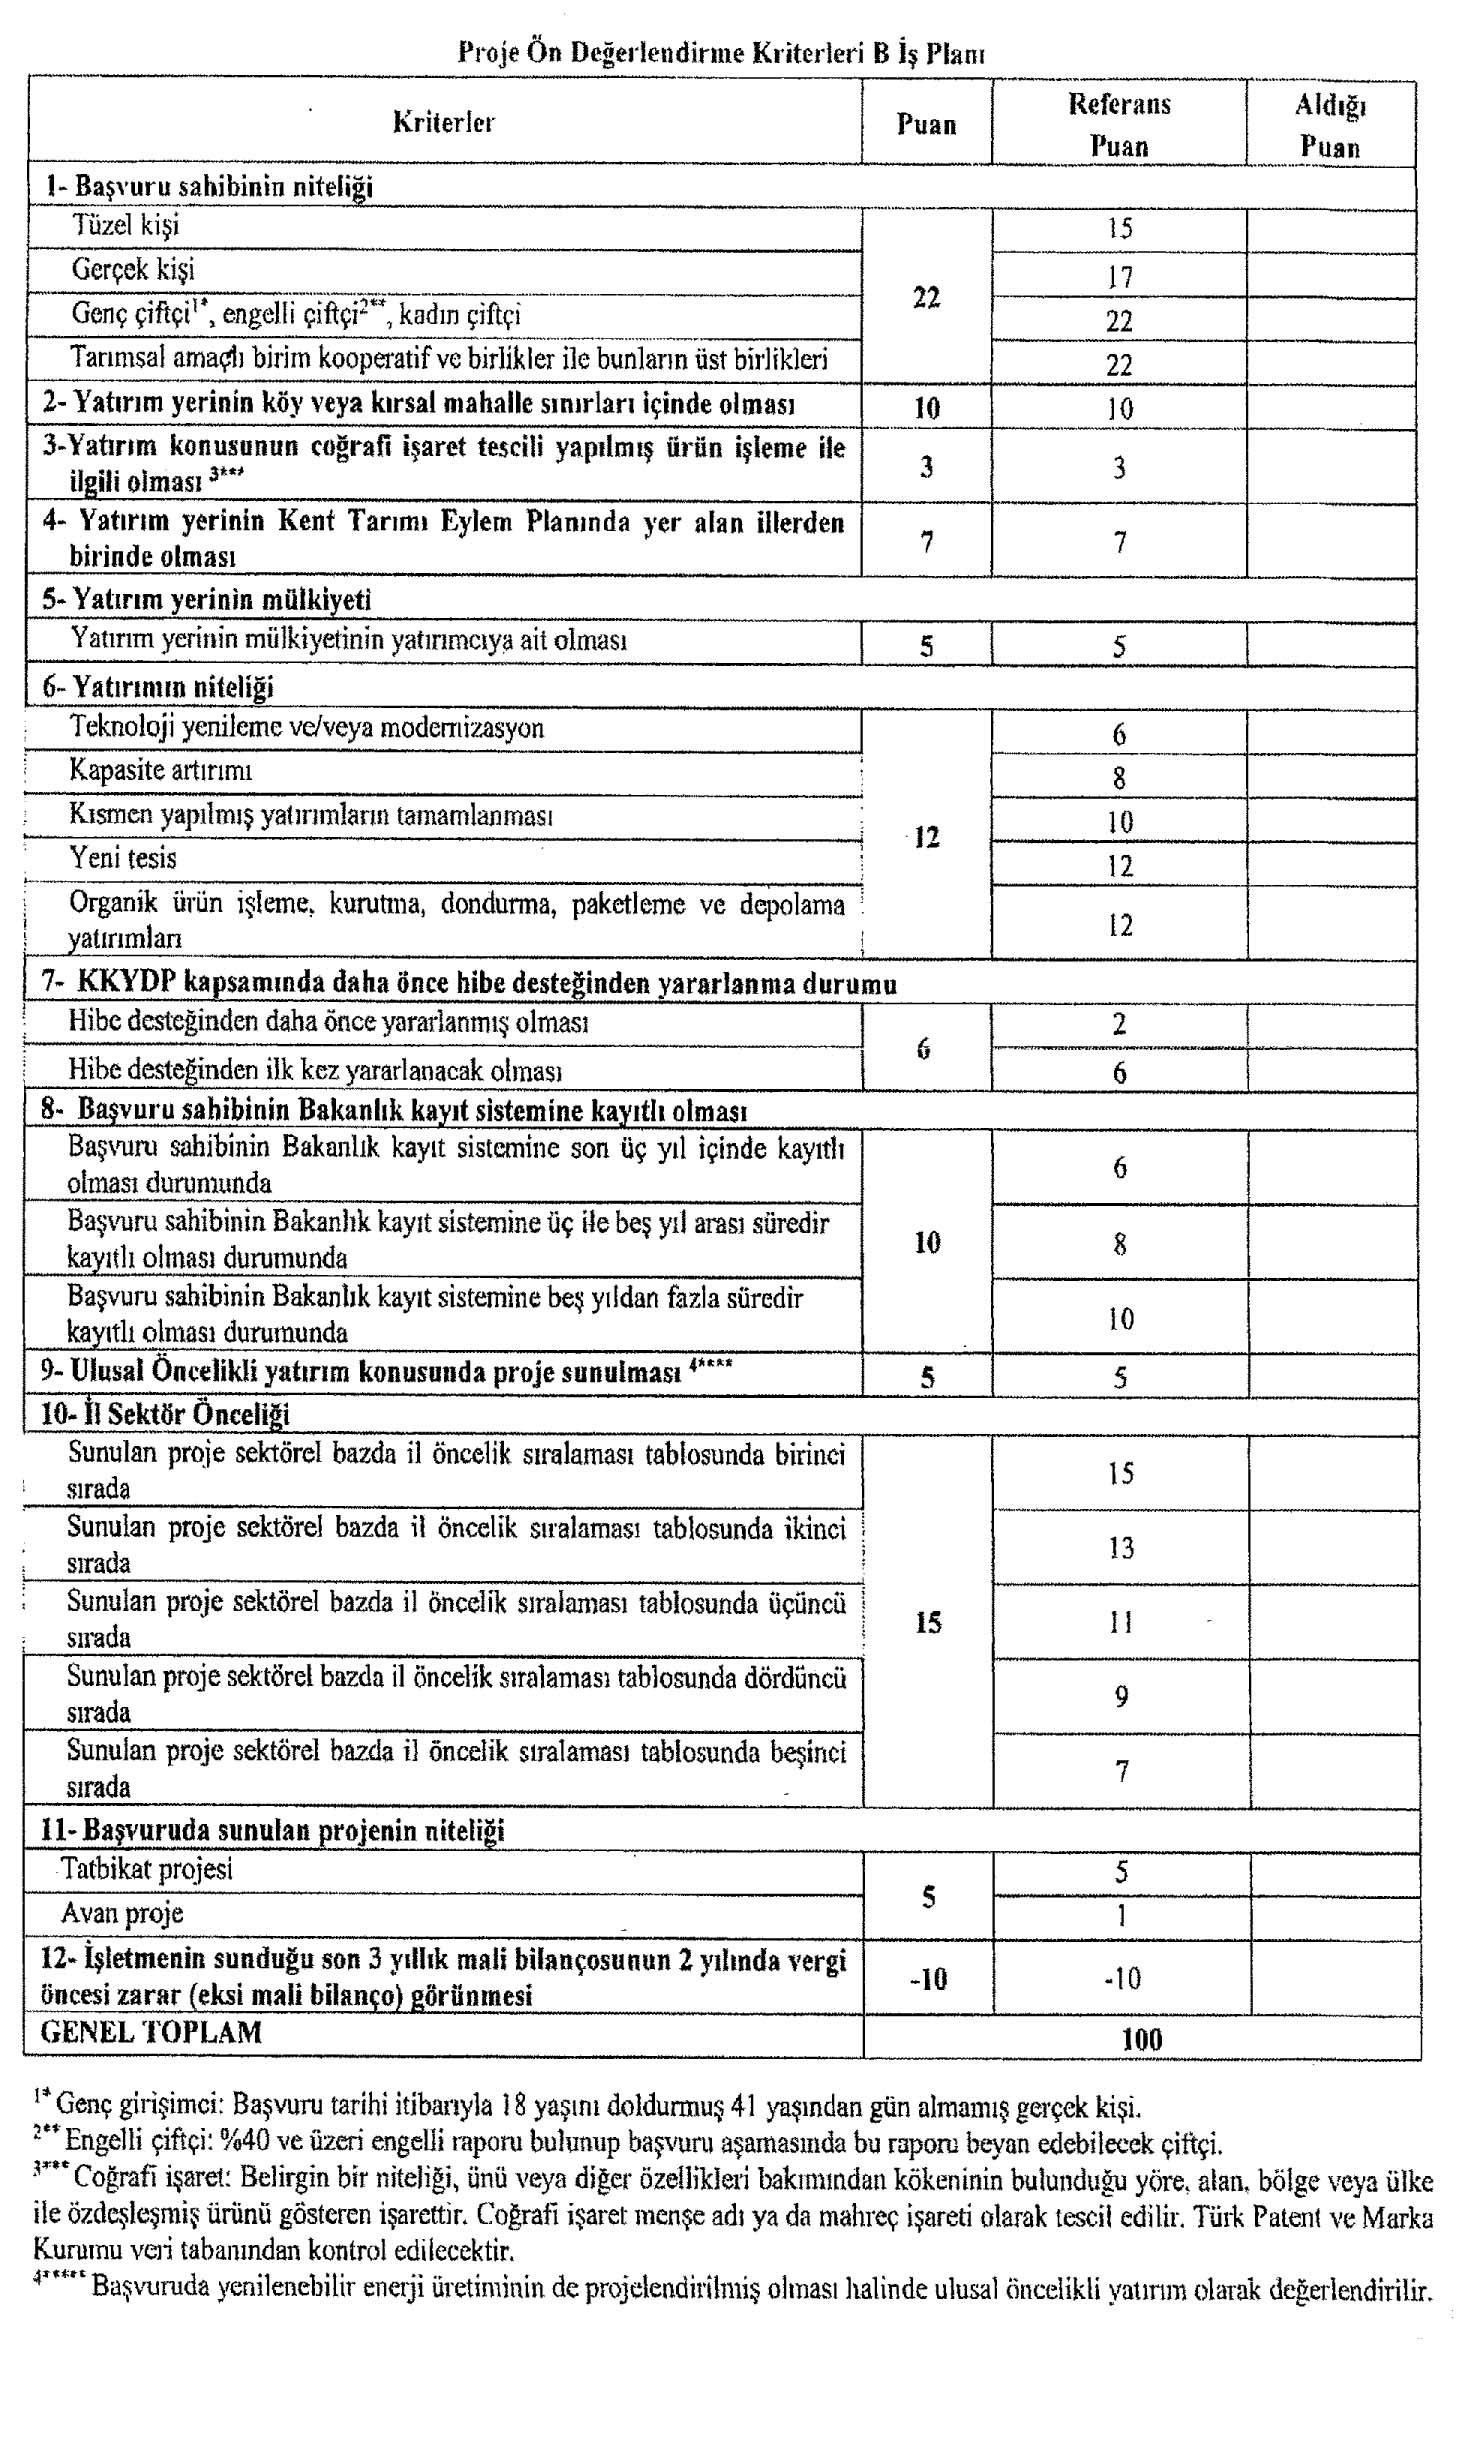 Proje Ön Değerlendirme Kriterleri B İş Planı
Kriterler Puan Referans Puan Aldığı Puan
1- Başvuru sahibinin niteliği
Tüzel kişi 15
Gerçek kişi 17
22
Genç çiftçi1*, engelli çiftçi2**, kadın çiftçi 22
Tarımsal amaçlı birim kooperatif ve birlikler ile bunların üst birlikleri 22
2- Yatırım yerinin köy veya kırsal mahalle sınırları içinde olması 10 10
3-Yatırım konusunun coğrafi işaret tescili yapılmış ürün işleme ile
ilgili olması 3*** 3 3
4- Yatırım yerinin Kent Tarımı Eylem Planında yer alan illerden
birinde olması 7 7
5- Yatırım yerinin mülkiyeti
Yatırım yerinin mülkiyetinin yatırımcıya ait olması 5 5
6- Yatırımın niteliği
Teknoloji yenileme ve/veya modernizasyon 6
Kapasite artırımı 8
Kısmen yapılmış yatırımların tamamlanması 10
12
Yeni tesis 12
Organik ürün işleme, kurutma, dondurma, paketleme ve depolama
yatırımları 12
7- KKYDP kapsamında daha önce hibe desteğinden yararlanma durumu
Hibe desteğinden daha önce yararlanmış olması 2
6
Hibe desteğinden ilk kez yararlanacak olması 6
8- Başvuru sahibinin Bakanlık kayıt sistemine kayıtlı olması
Başvuru sahibinin Bakanlık kayıt sistemine son üç yıl içinde kayıtlı
olması durumunda 6
Başvuru sahibinin Bakanlık kayıt sistemine üç ile beş yıl arası süredir
kayıtlı olması durumunda 10 8
Başvuru sahibinin Bakanlık kayıt sistemine beş yıldan fazla süredir
kayıtlı olması durumunda 10
9- Ulusal Öncelikli yatırım konusunda proje sunulması 4**** 5 5
10- İl Sektör Önceliği
Sunulan proje sektörel bazda il öncelik sıralaması tablosunda birinci
sırada 15
Sunulan proje sektörel bazda il öncelik sıralaması tablosunda ikinci
sırada 13
Sunulan proje sektörel bazda il öncelik sıralaması tablosunda üçüncü
sırada 15 11
Sunulan proje sektörel bazda il öncelik sıralaması tablosunda dördüncü
sırada 9
Sunulan proje sektörel bazda il öncelik sıralaması tablosunda beşinci
sırada 7
11- Başvuruda sunulan projenin niteliği
Tatbikat projesi 5
5
Avan proje 1
12- İşletmenin sunduğu son 3 yıllık mali bilançosunun 2 yılında vergi
öncesi zarar (eksi mali bilanço) görünmesi -10 -10
GENEL TOPLAM 100
1* Genç girişimci: Başvuru tarihi itibarıyla 18 yaşını doldurmuş 41 yaşından gün almamış gerçek kişi.
2** Engelli çiftçi: %40 ve üzeri engelli raporu bulunup başvuru aşamasında bu raporu beyan edebilecek çiftçi.
3*** Coğrafi işaret: Belirgin bir niteliği, ünü veya diğer özellikleri bakımından kökeninin bulunduğu yöre, alan, bölge veya ülke
ile özdeşleşmiş ürünü gösteren işarettir. Coğrafi işaret menşe adı ya da mahreç işareti olarak tescil edilir. Türk Patent ve Marka
Kurumu veri tabanından kontrol edilecektir.
4***** Başvuruda yenilenebilir enerji üretiminin de projelendirilmiş olması halinde ulusal öncelikli yatırım olarak değerlendirilir.